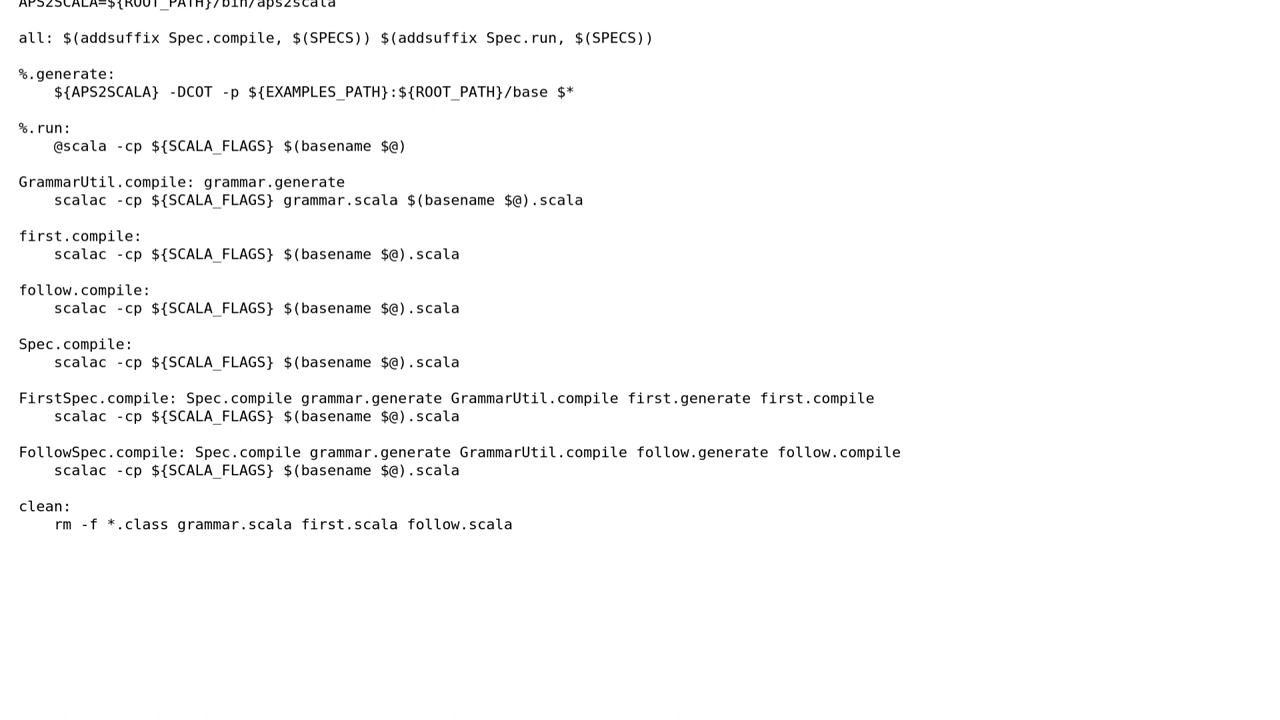 APS2SCALA=${ROOT_PATH}/bin/aps2scala
all: $(addsuffix Spec.compile, $(SPECS)) $(addsuffix Spec.run, $(SPECS))
%.generate:
    ${APS2SCALA} -DCOT -p ${EXAMPLES_PATH}:${ROOT_PATH}/base $*
%.run:
    @scala -cp ${SCALA_FLAGS} $(basename $@)
GrammarUtil.compile: grammar.generate
    scalac -cp ${SCALA_FLAGS} grammar.scala $(basename $@).scala
first.compile:
    scalac -cp ${SCALA_FLAGS} $(basename $@).scala
follow.compile:
    scalac -cp ${SCALA_FLAGS} $(basename $@).scala
Spec.compile:
    scalac -cp ${SCALA_FLAGS} $(basename $@).scala
FirstSpec.compile: Spec.compile grammar.generate GrammarUtil.compile first.generate first.compile
    scalac -cp ${SCALA_FLAGS} $(basename $@).scala
FollowSpec.compile: Spec.compile grammar.generate GrammarUtil.compile follow.generate follow.compile
    scalac -cp ${SCALA_FLAGS} $(basename $@).scala
clean:
    rm -f *.class grammar.scala first.scala follow.scala